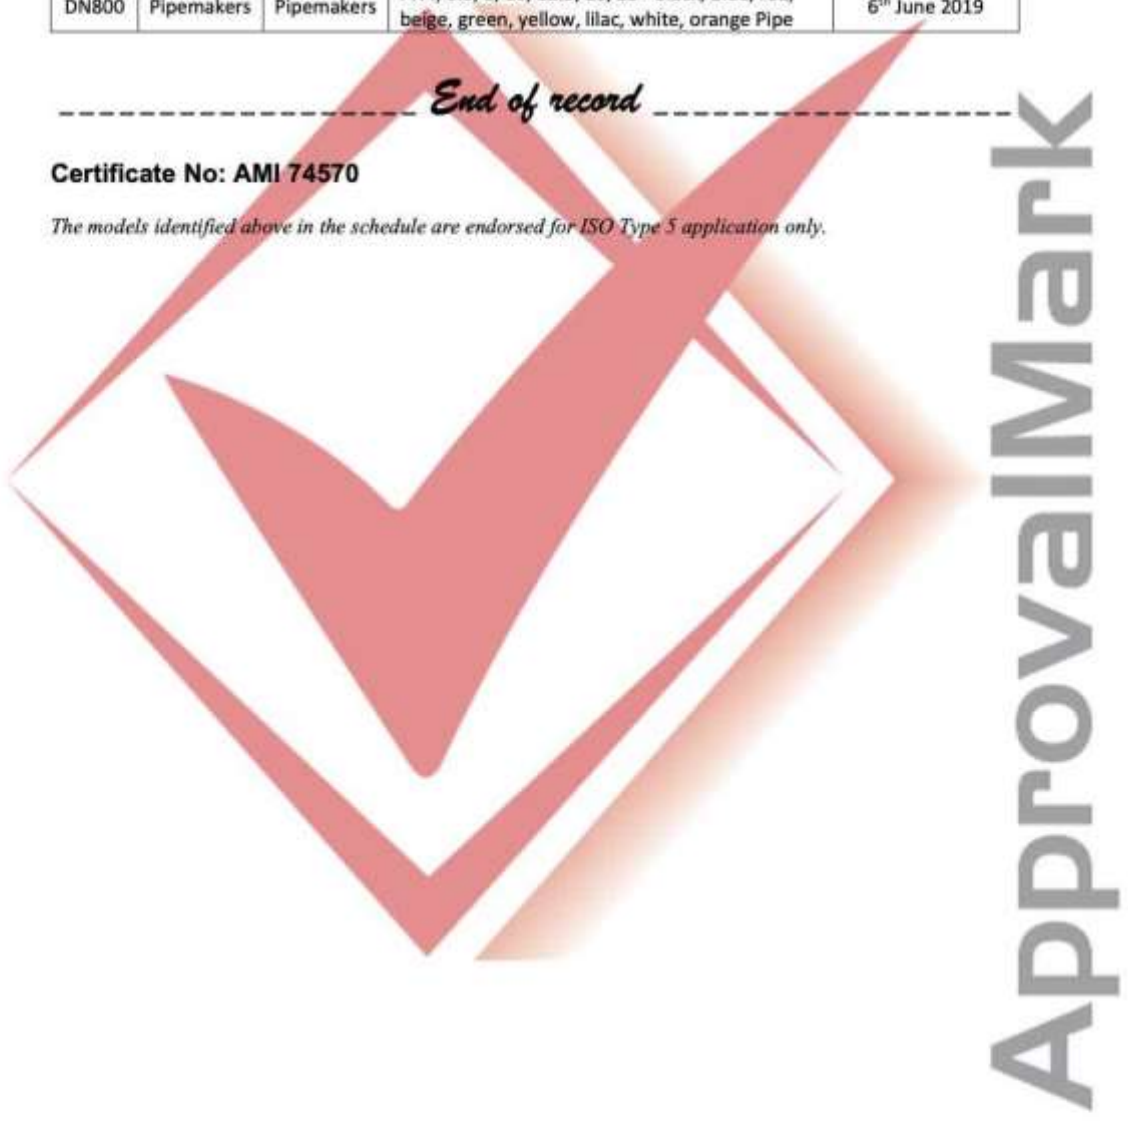 DN800 Pipemakers Pipemakers 6th June 2019
beige, green, yellow, lilac, white, orange Pipe
End of record
Certificate No: AMI 74570
The models identified above in the schedule are endorsed for ISO Type 5 application only.
ApprovalMark